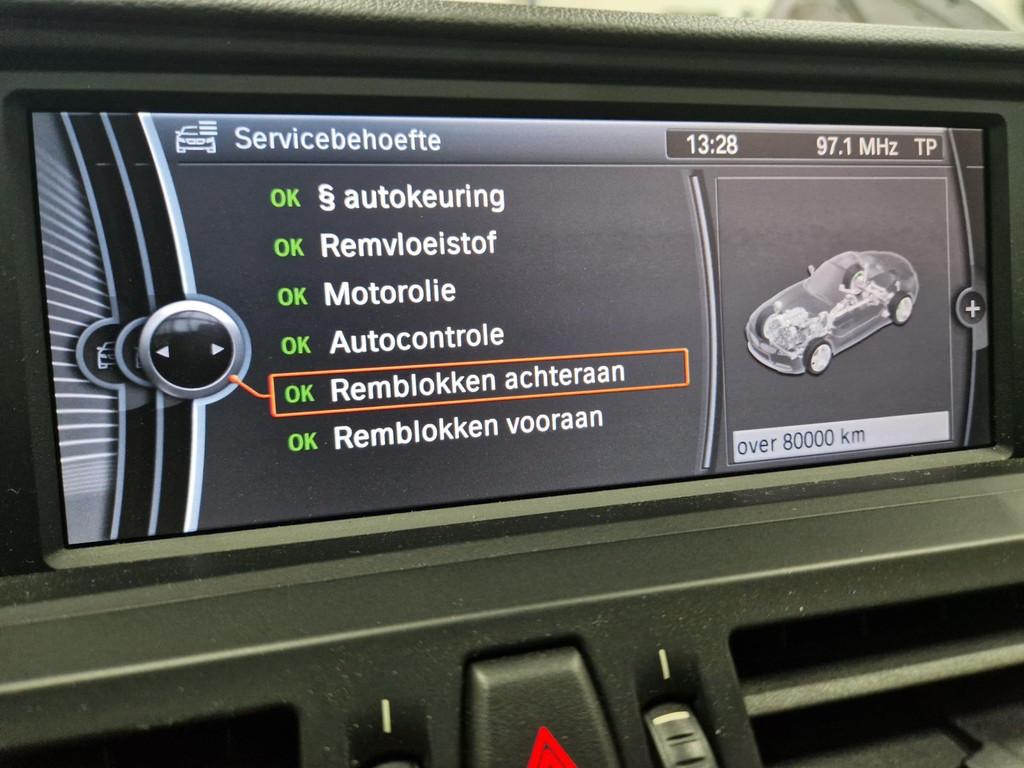 Servicebehoefte
13:28 97.1 MHz TP
OK § autokeuring
OK Remvloeistof
OK Motorolie
OK Autocontrole
OK Remblokken achteraan
OK Remblokken vooraan
over 80000 km